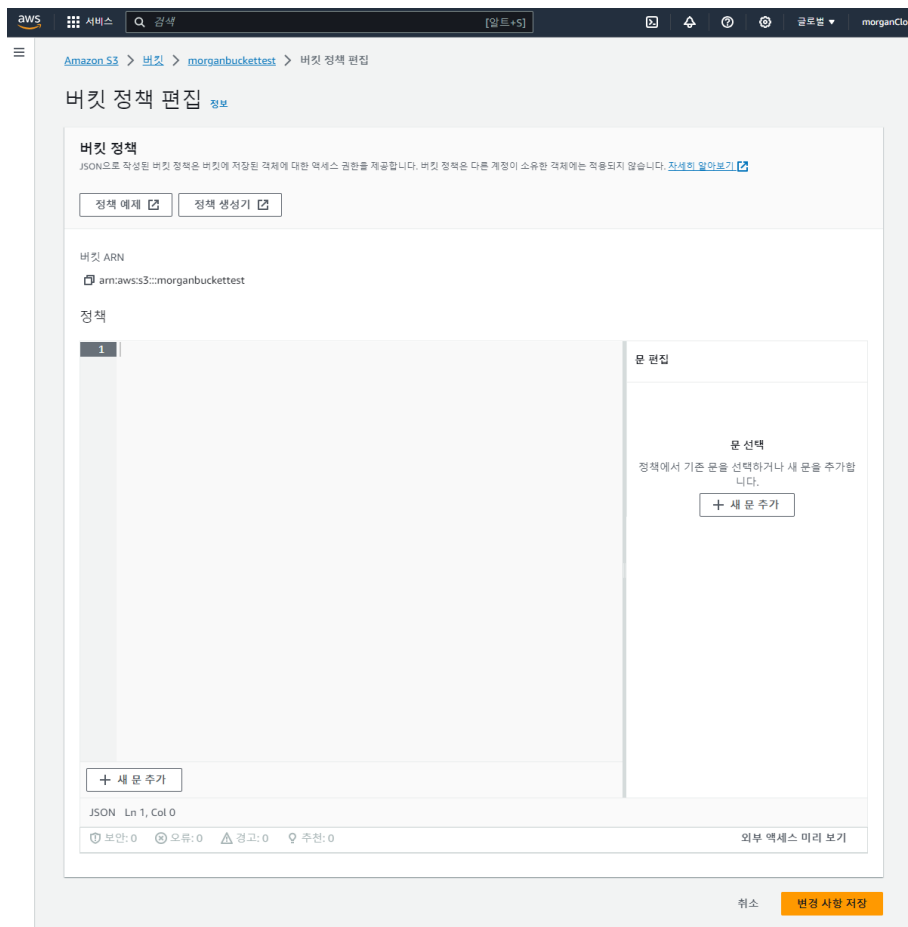 aws 서비스 검색 [알트+S] 글로벌 morganClo
Amazon S3 > 버킷 > morganbuckettest > 버킷 정책 편집
버킷 정책 편집 정보
버킷 정책
JSON으로 작성된 버킷 정책은 버킷에 저장된 객체에 대한 액세스 권한을 제공합니다. 버킷 정책은 다른 계정이 소유한 객체에는 적용되지 않습니다. 자세히 알아보기
정책 예제 정책 생성기
버킷 ARN
arn:aws:s3:::morganbuckettest
정책
1
문 편집
문 선택
정책에서 기존 문을 선택하거나 새 문을 추가합
니다.
+ 새 문 추가
+ 새 문 추가
JSON Ln 1, Col 0
보안: 0 오류: 0 경고: 0 추천: 0 외부 액세스 미리 보기
취소 변경 사항 저장